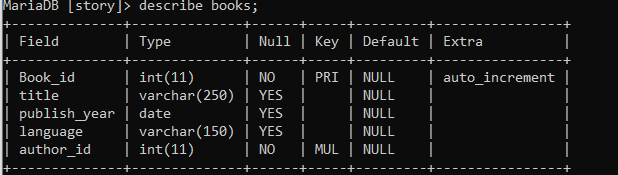 MariaDB [story]> describe books;
+--------------+--------------+------+-----+---------+----------------+
| Field        | Type         | Null | Key | Default | Extra          |
+--------------+--------------+------+-----+---------+----------------+
| Book_id      | int(11)      | NO   | PRI | NULL    | auto_increment |
| title        | varchar(250) | YES  |     | NULL    |                |
| publish_year | date         | YES  |     | NULL    |                |
| language     | varchar(150) | YES  |     | NULL    |                |
| author_id    | int(11)      | NO   | MUL | NULL    |                |
+--------------+--------------+------+-----+---------+----------------+